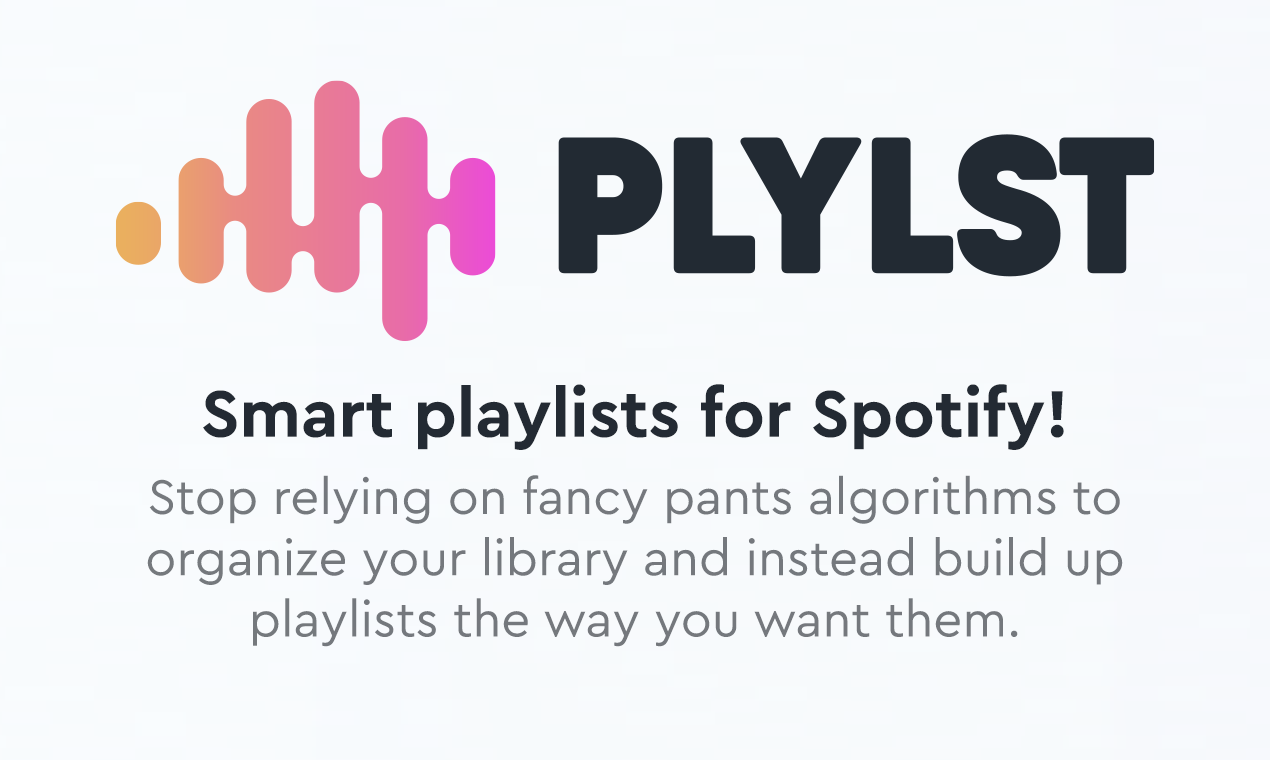 PLYLST
Smart playlists for Spotify!
Stop relying on fancy pants algorithms to
organize your library and instead build up
playlists the way you want them.